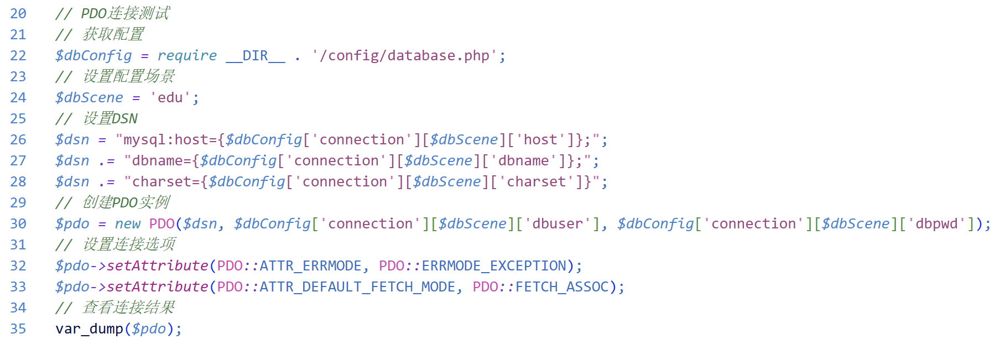 20 // PDO连接测试
21 // 获取配置
22 $dbConfig = require __DIR__ . '/config/database.php';
23 // 设置配置场景
24 $dbScene = 'edu';
25 // 设置DSN
26 $dsn = "mysql:host={$dbConfig['connection'][$dbScene]['host']};";
27 $dsn .= "dbname={$dbConfig['connection'][$dbScene]['dbname']};";
28 $dsn .= "charset={$dbConfig['connection'][$dbScene]['charset']}";
29 // 创建PDO实例
30 $pdo = new PDO($dsn, $dbConfig['connection'][$dbScene]['dbuser'], $dbConfig['connection'][$dbScene]['dbpwd']);
31 // 设置连接选项
32 $pdo->setAttribute(PDO::ATTR_ERRMODE, PDO::ERRMODE_EXCEPTION);
33 $pdo->setAttribute(PDO::ATTR_DEFAULT_FETCH_MODE, PDO::FETCH_ASSOC);
34 // 查看连接结果
35 var_dump($pdo);